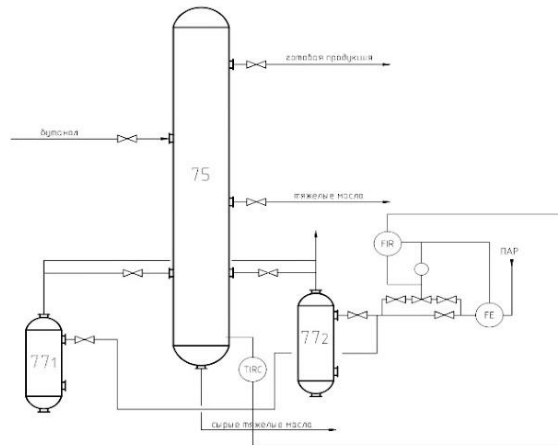 готовая продукция
бутанол
75
тяжелые масла
FIR
ПАР
FE
77₁
77₂
TIRC
сырые тяжелые масла